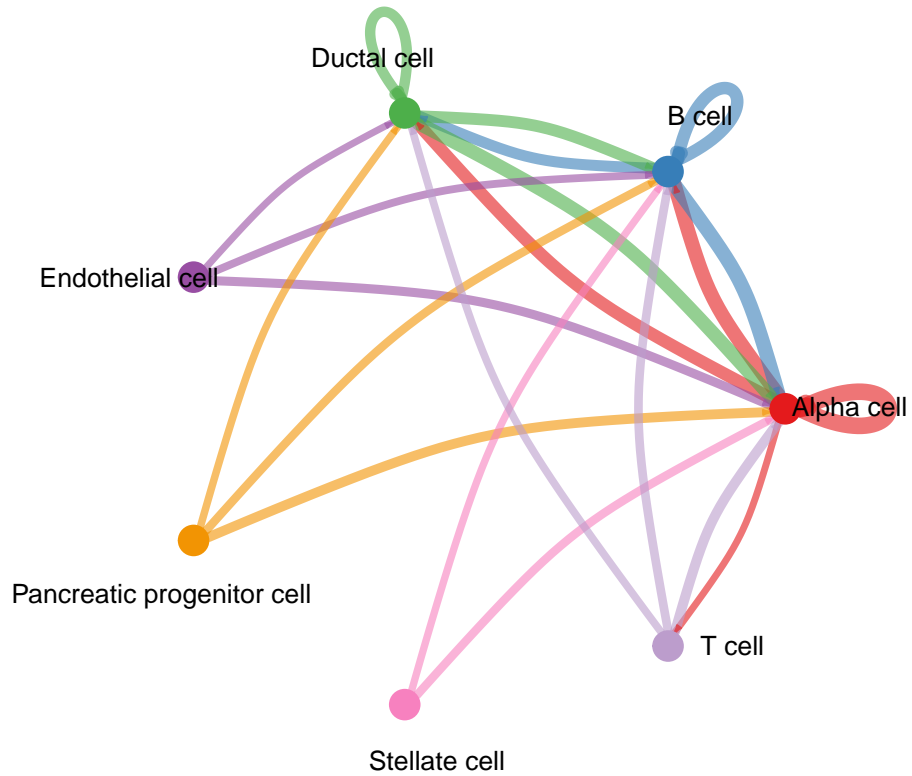 Ductal cell
B cell
Endothelial cell
Alpha cell
Pancreatic progenitor cell
T cell
Stellate cell